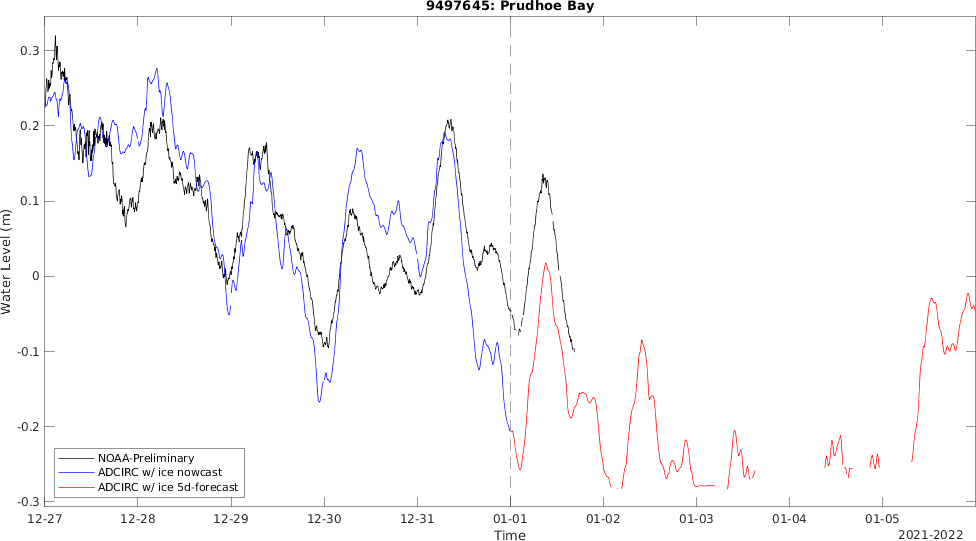 9497645: Prudhoe Bay
0.3
0.2
0.1
0
-0.1
-0.2
-0.3
Water Level (m)
NOAA-Preliminary
ADCIRC w/ ice nowcast
ADCIRC w/ ice 5d-forecast
12-27 12-28 12-29 12-30 12-31 01-01 01-02 01-03 01-04 01-05
Time
2021-2022